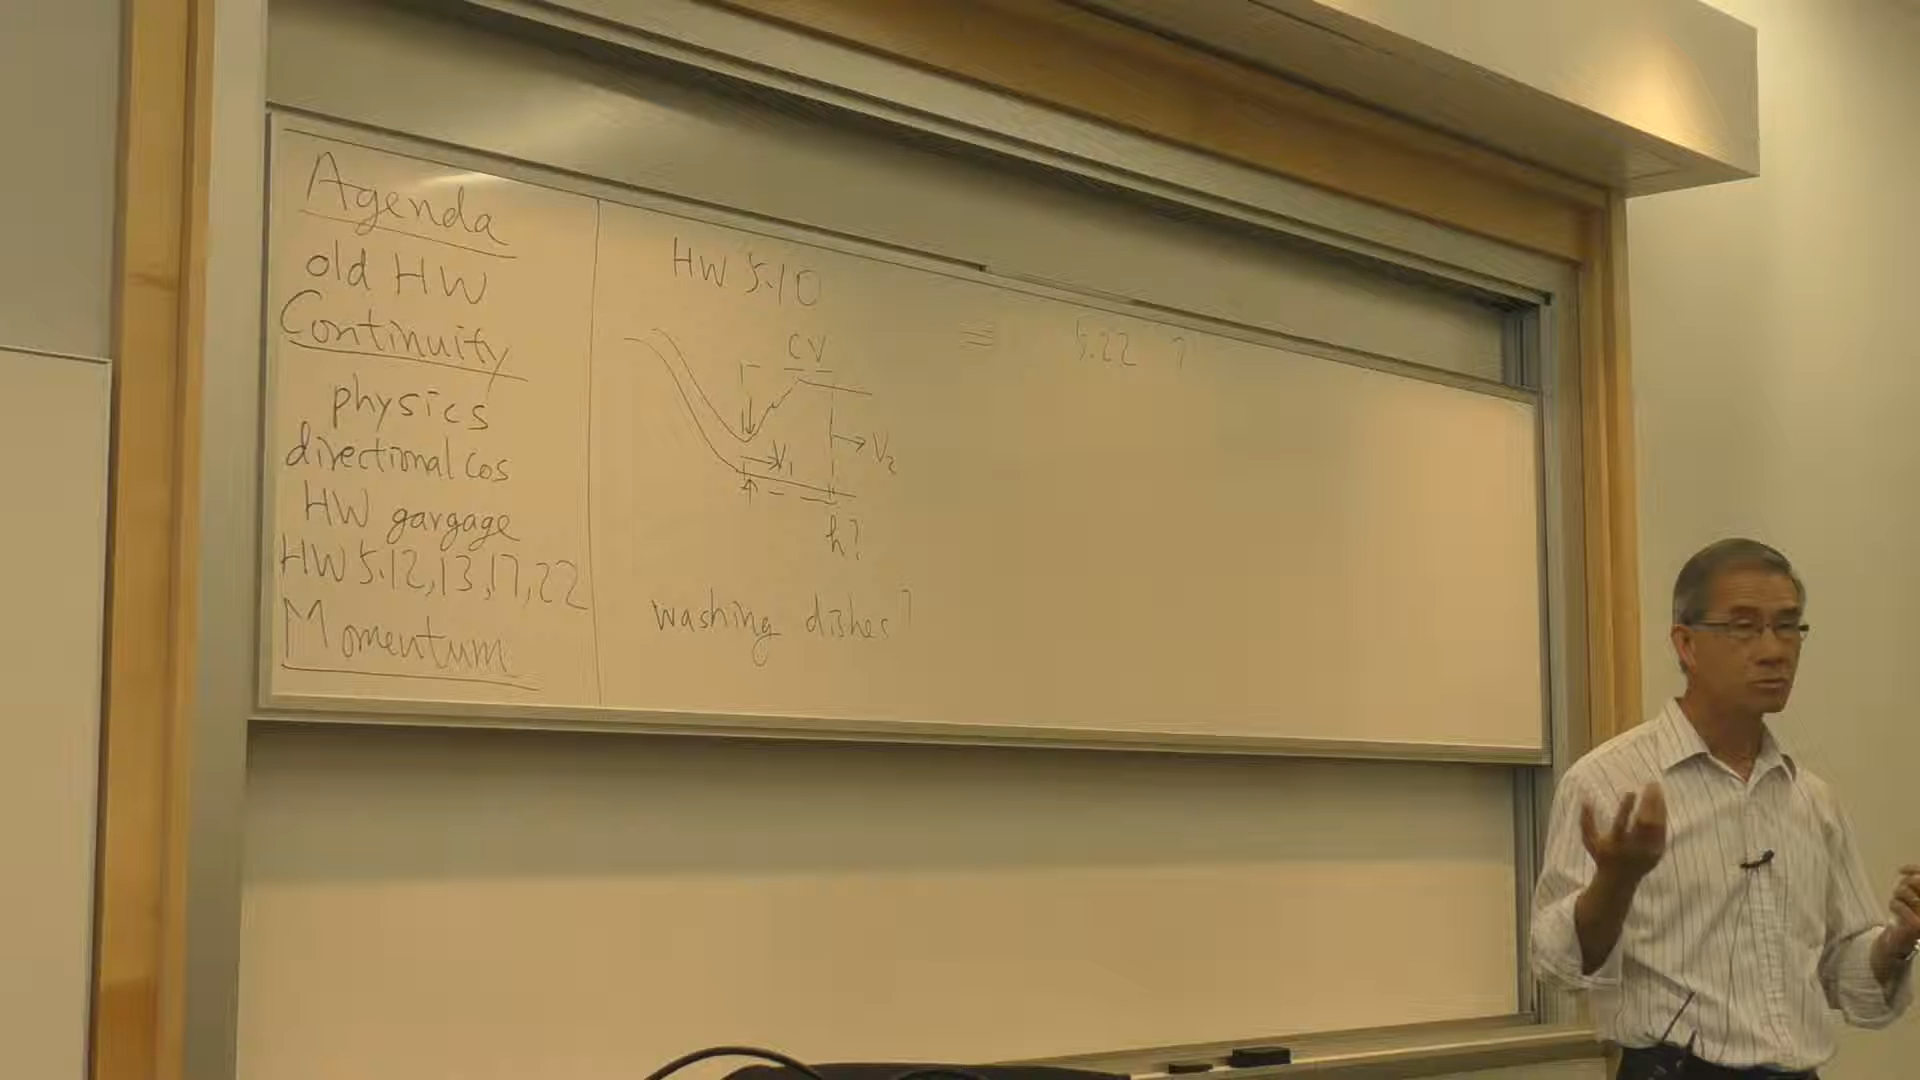 Agenda
old HW
Continuity
physics
directional cos
HW gargage
HW 5.12, 13, 17, 22
Momentum
HW 5.10
CV
V1
V2
h?
washing dishes?
5.22 ?